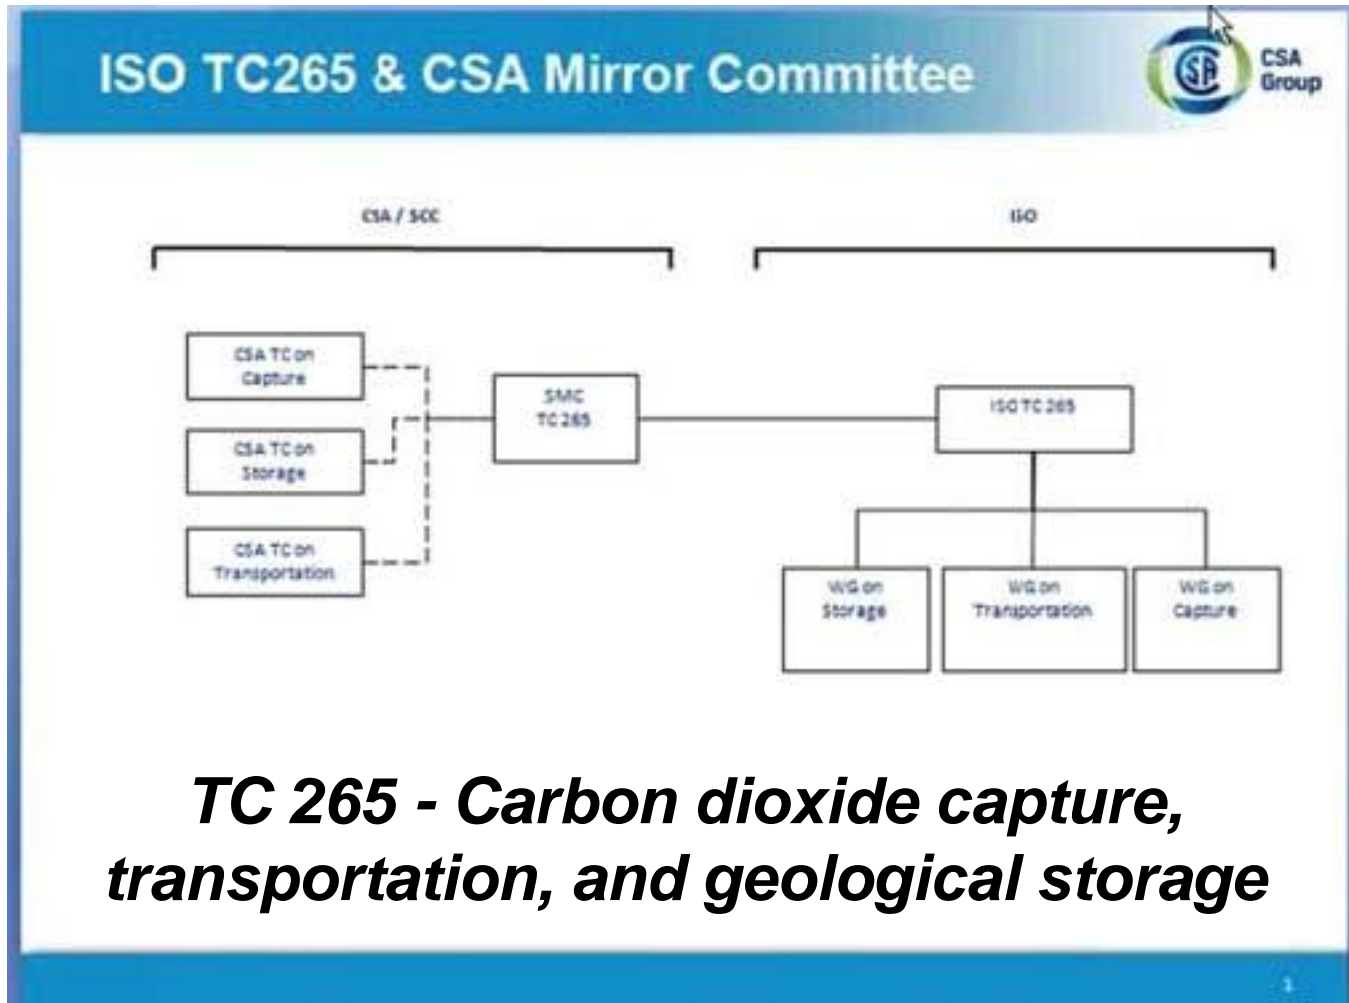 ISO TC265 & CSA Mirror Committee
CSA
Group
CSA / SCC
ISO
CSA TC on
Capture
CSA TC on
Storage
CSA TC on
Transportation
SMC
TC 265
ISO TC 265
WG on
Storage
WG on
Transportation
WG on
Capture
TC 265 - Carbon dioxide capture,
transportation, and geological storage
1